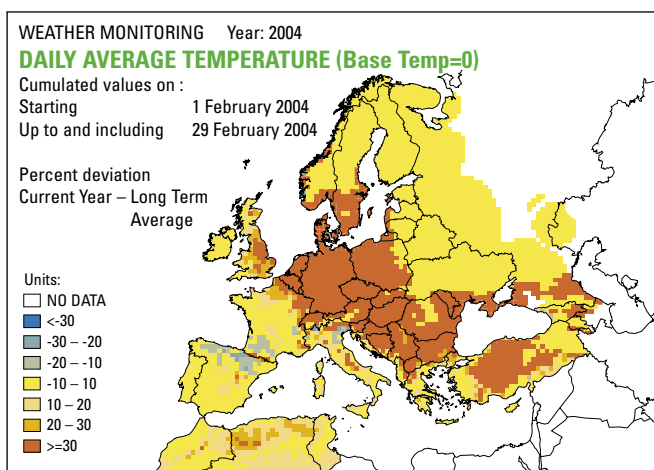 WEATHER MONITORING Year: 2004
DAILY AVERAGE TEMPERATURE (Base Temp=0)
Cumulated values on :
Starting 1 February 2004
Up to and including 29 February 2004
Percent deviation
Current Year – Long Term
Average
Units:
NO DATA
<-30
-30 – -20
-20 – -10
-10 – 10
10 – 20
20 – 30
>=30